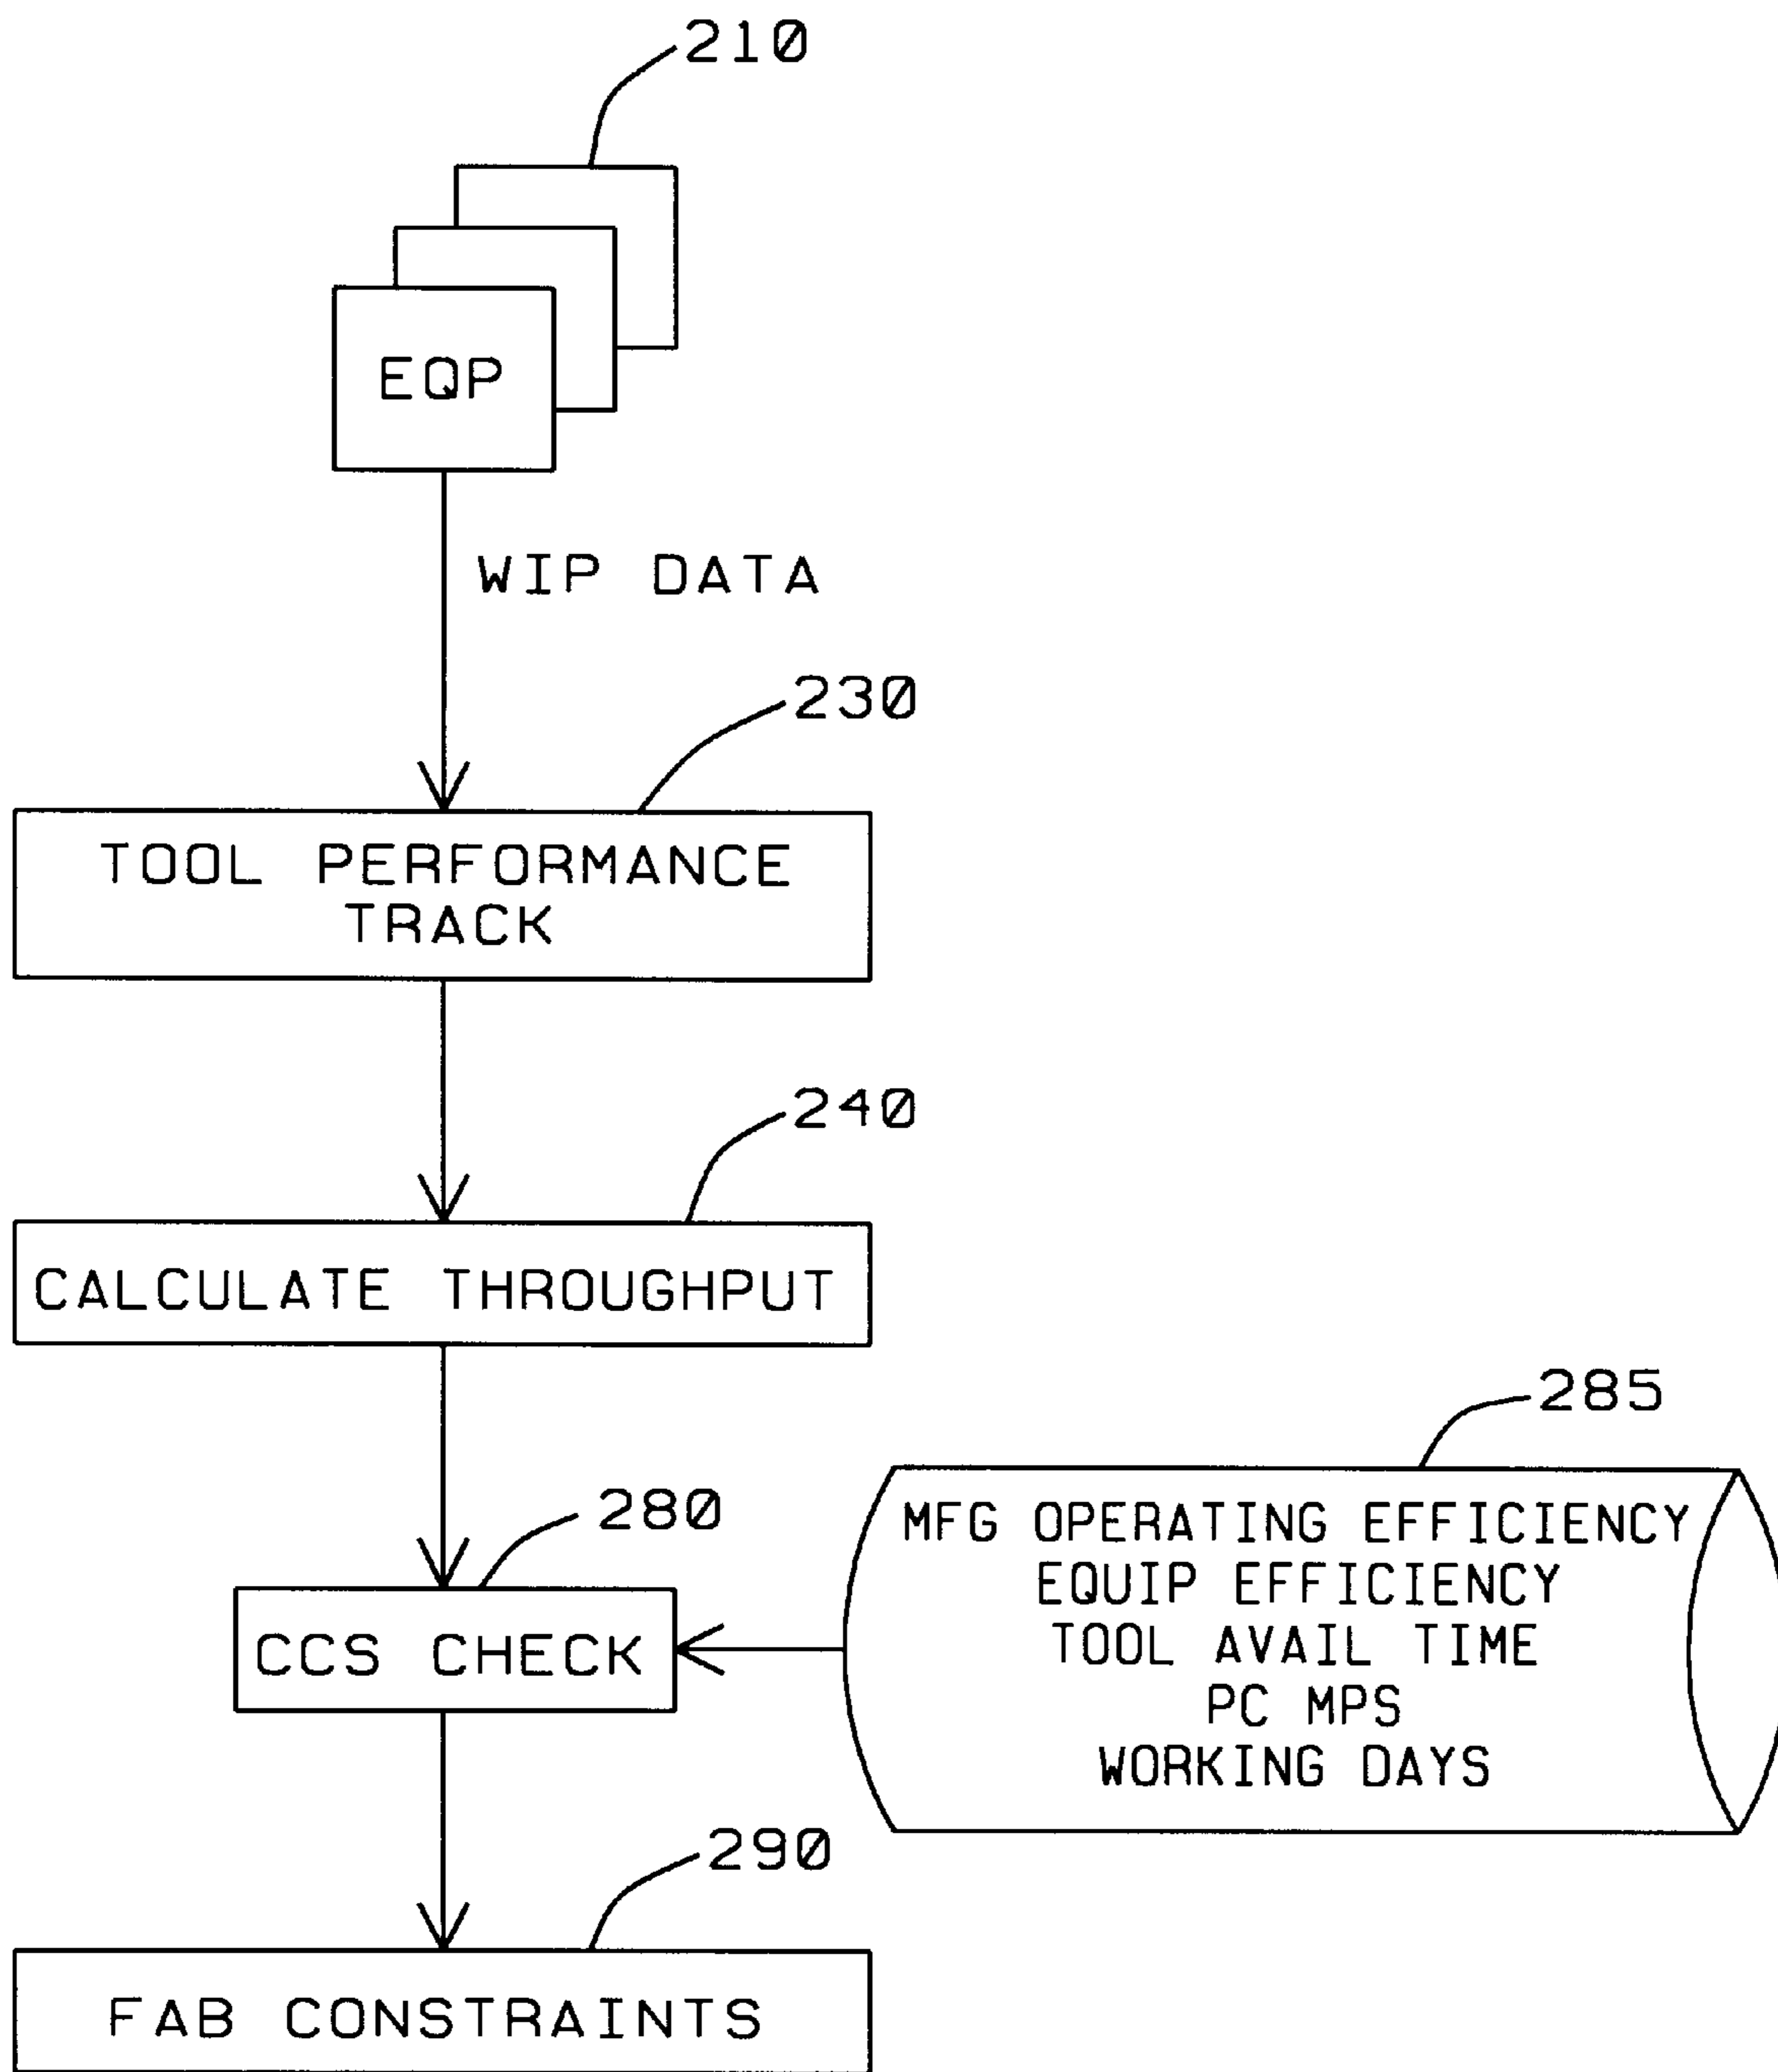 210
EQP
WIP DATA
230
TOOL PERFORMANCE
TRACK
240
CALCULATE THROUGHPUT
285
280
MFG OPERATING EFFICIENCY
EQUIP EFFICIENCY
TOOL AVAIL TIME
PC MPS
WORKING DAYS
CCS CHECK
290
FAB CONSTRAINTS